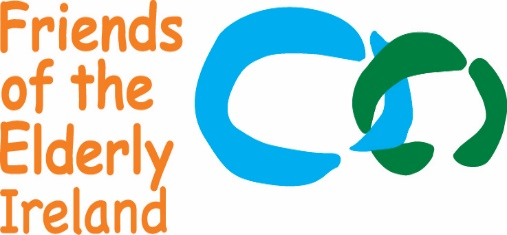 Friends
of the
Elderly
Ireland